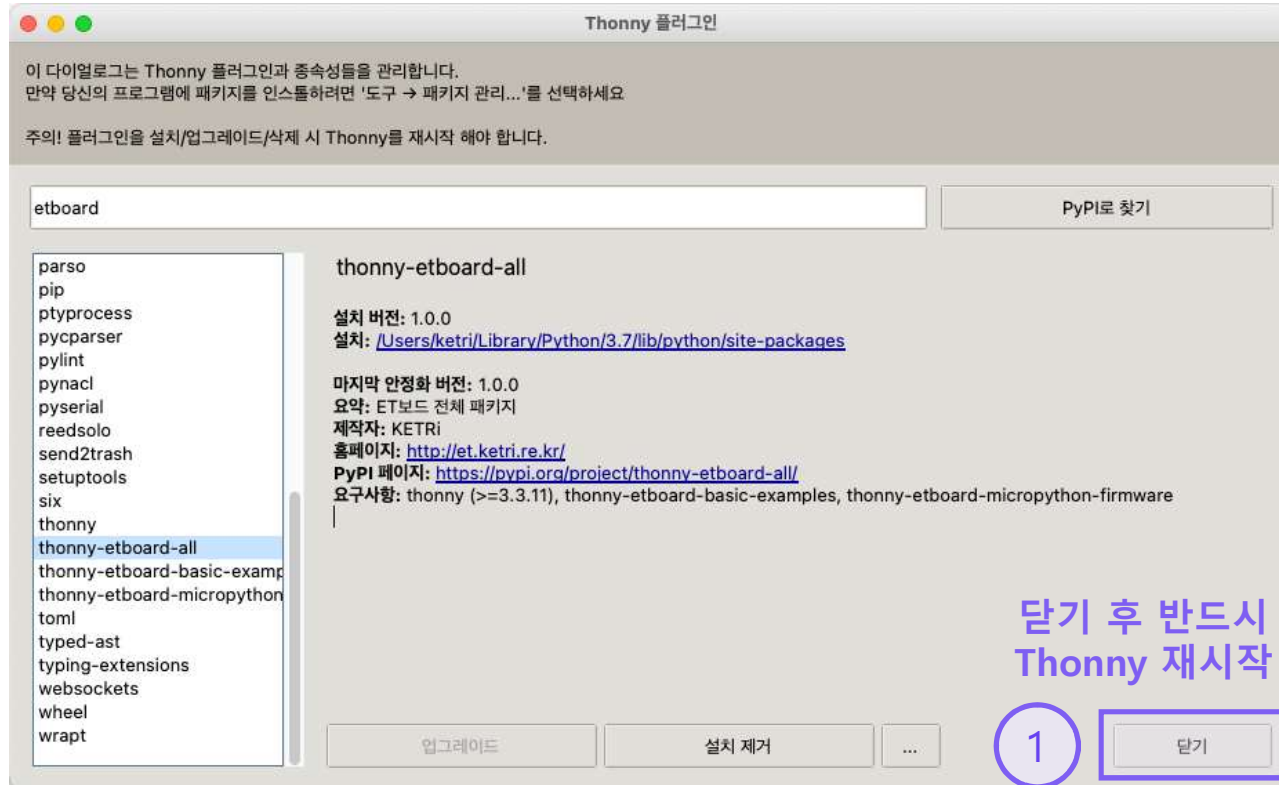 Thonny 플러그인
이 다이얼로그는 Thonny 플러그인과 종속성들을 관리합니다.
만약 당신의 프로그램에 패키지를 인스톨하려면 '도구 → 패키지 관리...'를 선택하세요
주의! 플러그인을 설치/업그레이드/삭제 시 Thonny를 재시작 해야 합니다.
etboard
PyPI로 찾기
parso
pip
ptyprocess
pycparser
pylint
pynacl
pyserial
reedsolo
send2trash
setuptools
six
thonny
thonny-etboard-all
thonny-etboard-basic-examp
thonny-etboard-micropython
toml
typed-ast
typing-extensions
websockets
wheel
wrapt
thonny-etboard-all
설치 버전: 1.0.0
설치: /Users/ketri/Library/Python/3.7/lib/python/site-packages
마지막 안정화 버전: 1.0.0
요약: ET보드 전체 패키지
제작자: KETRi
홈페이지: http://et.ketri.re.kr/
PyPI 페이지: https://pypi.org/project/thonny-etboard-all/
요구사항: thonny (>=3.3.11), thonny-etboard-basic-examples, thonny-etboard-micropython-firmware
닫기 후 반드시
Thonny 재시작
업그레이드
설치 제거
...
1
닫기